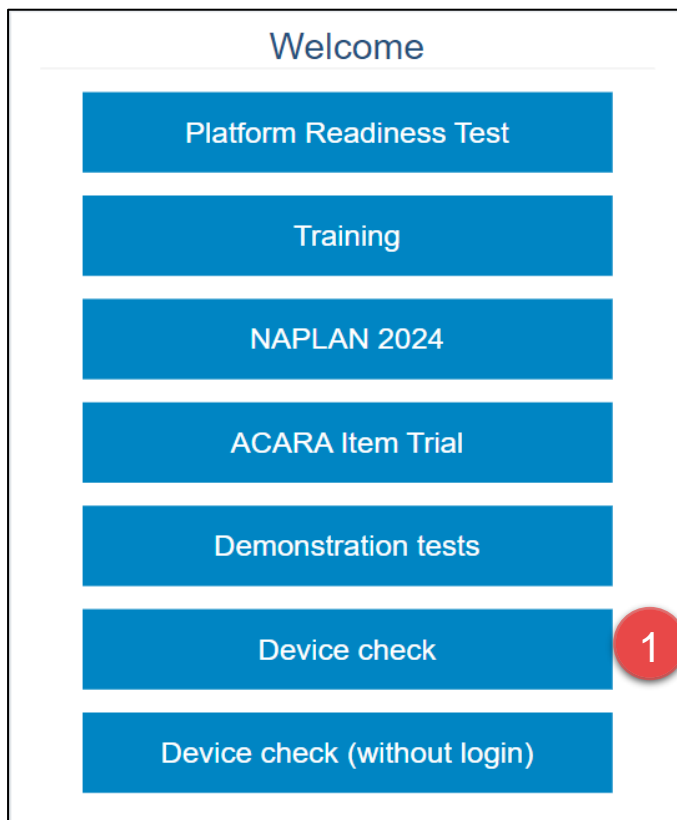 Welcome
Platform Readiness Test
Training
NAPLAN 2024
ACARA Item Trial
Demonstration tests
Device check
1
Device check (without login)